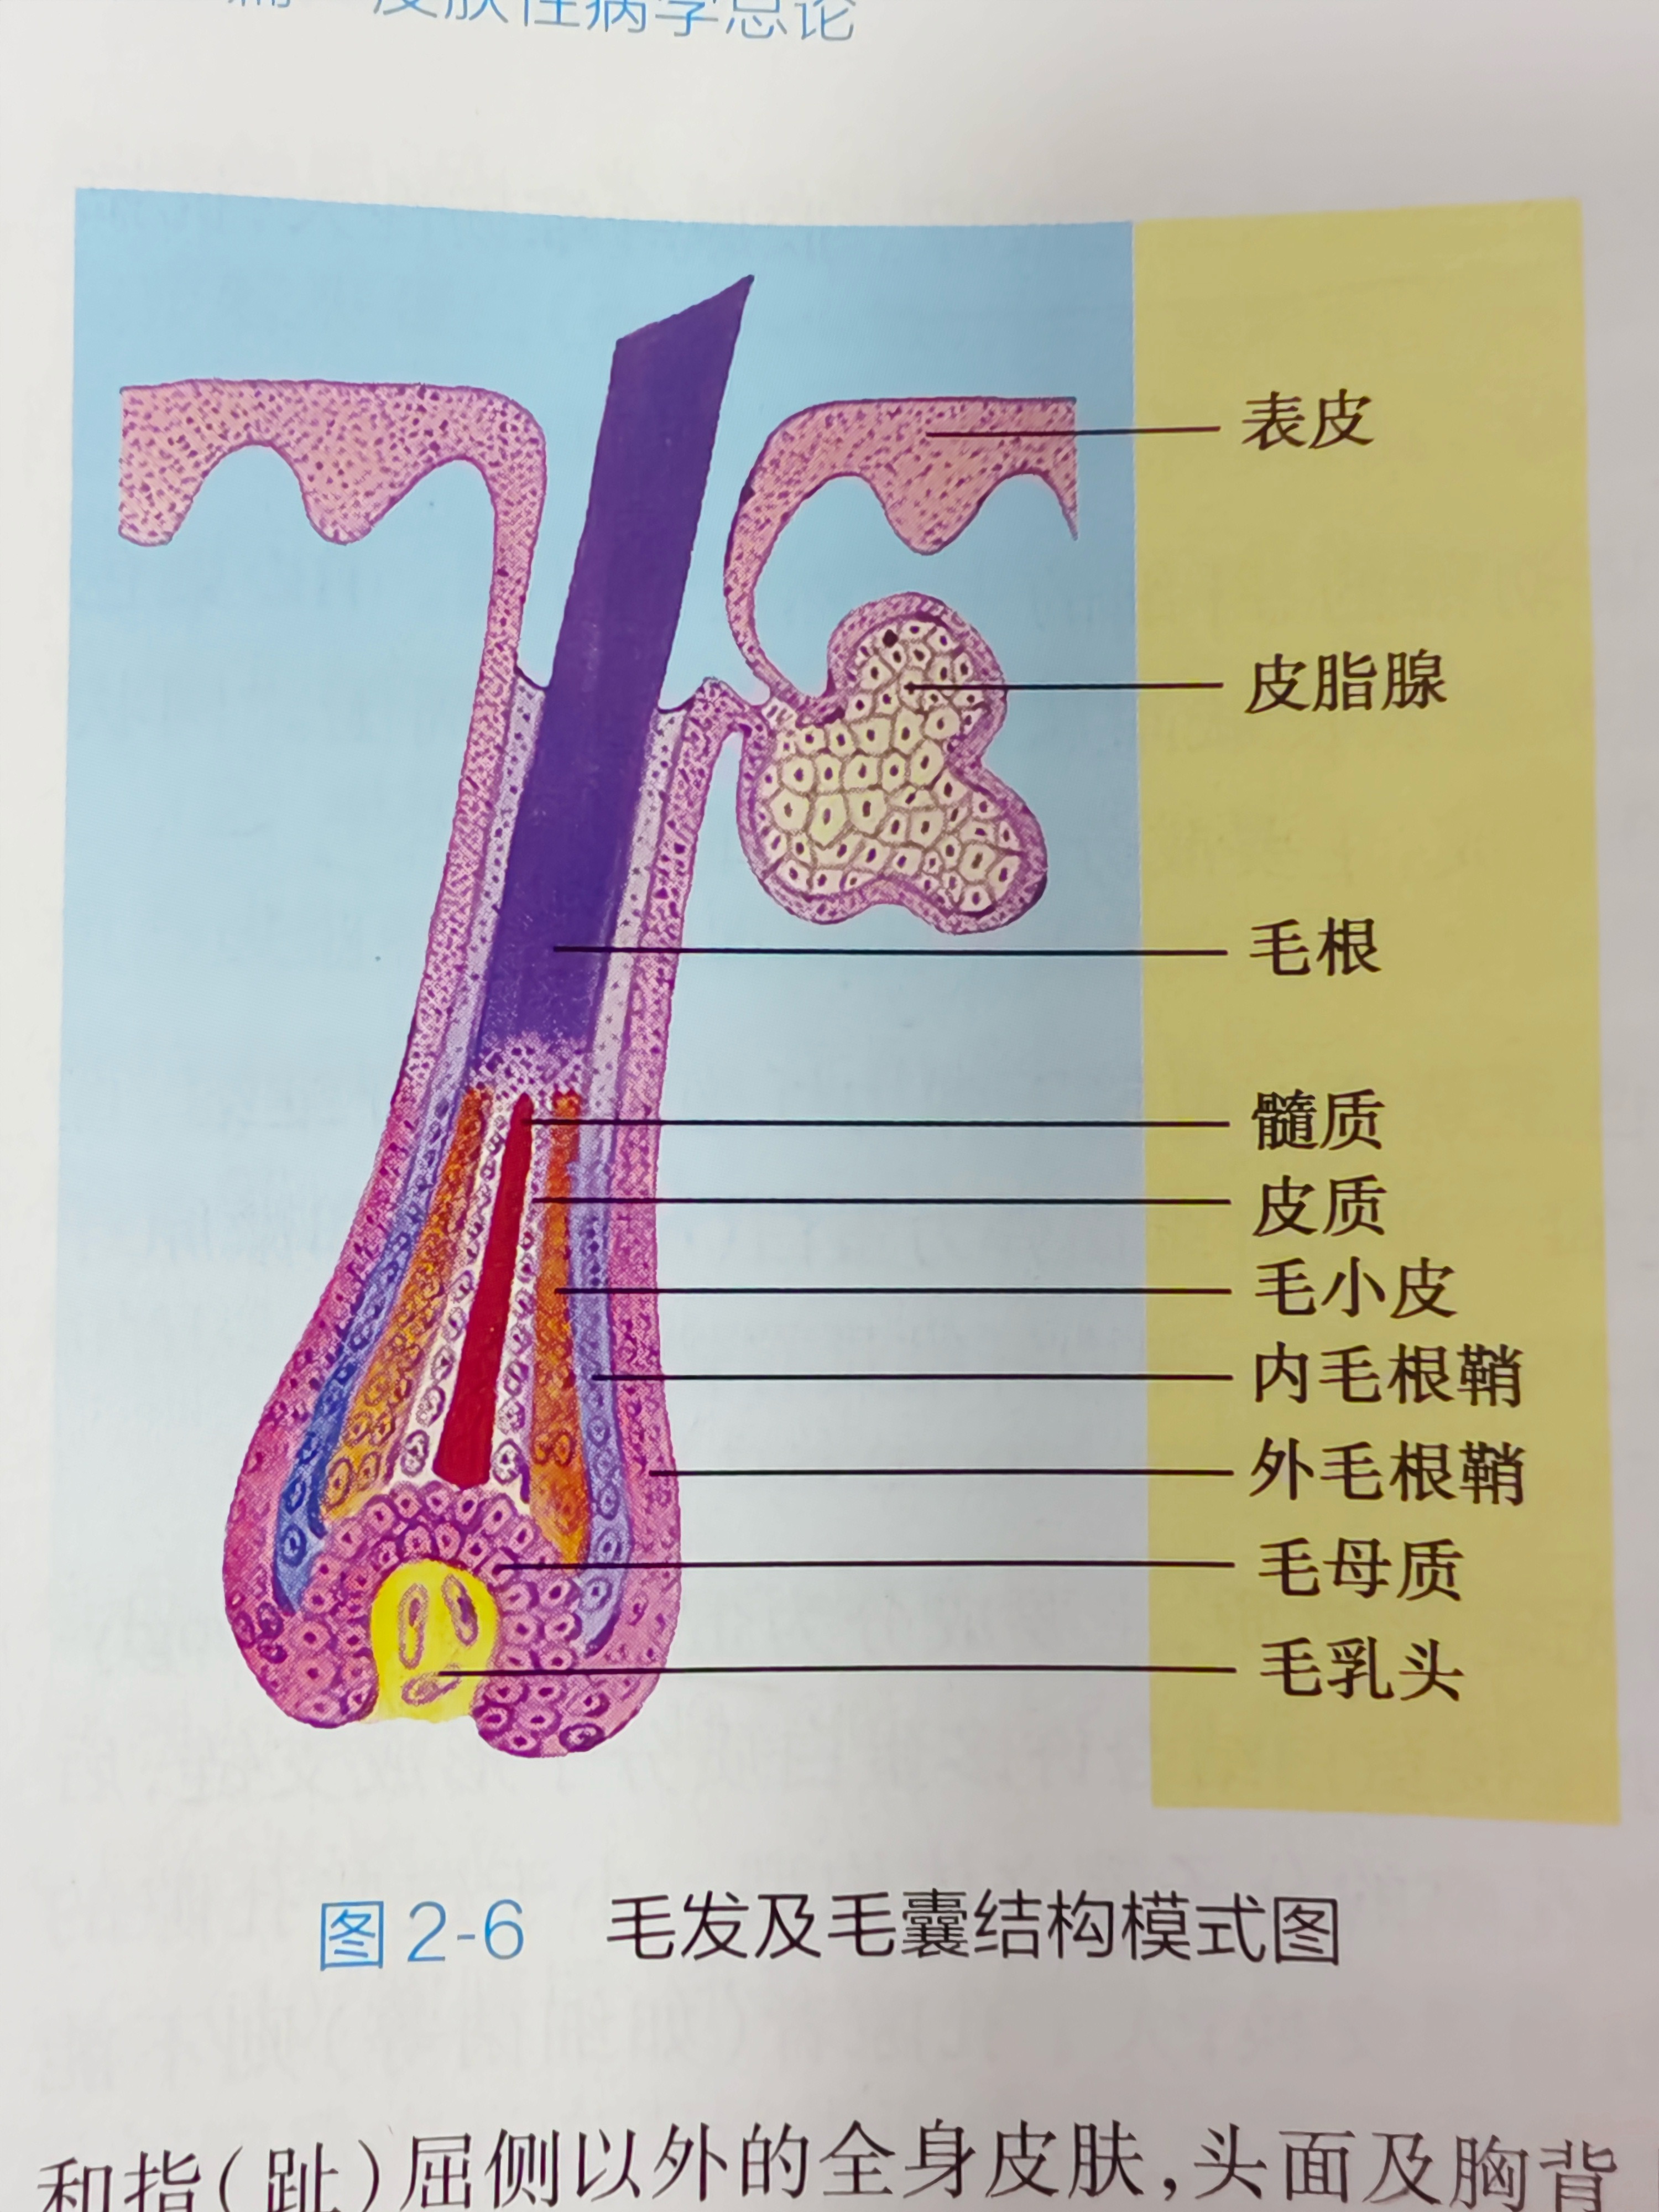 篇 皮肤性病学总论
表皮
皮脂腺
毛根
髓质
皮质
毛小皮
内毛根鞘
外毛根鞘
毛母质
毛乳头
图 2-6 毛发及毛囊结构模式图
和指(趾)屈侧以外的全身皮肤,头面及胸背